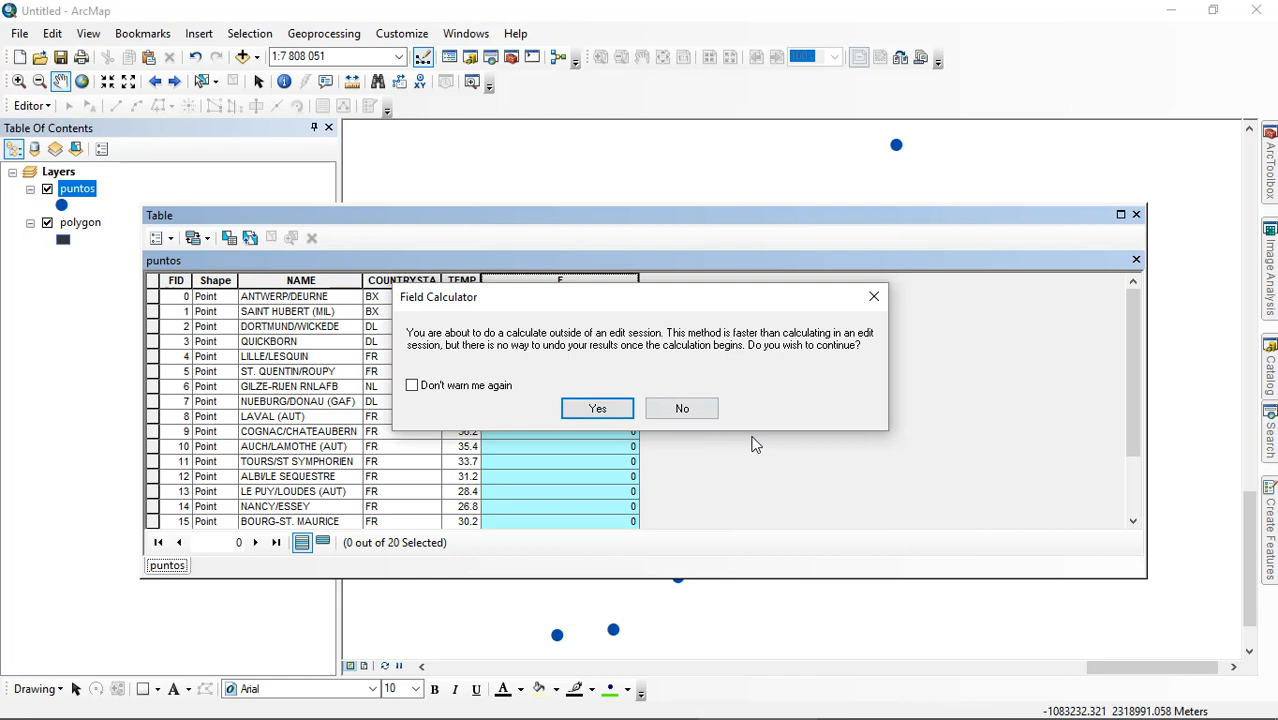 Untitled - ArcMap
File Edit View Bookmarks Insert Selection Geoprocessing Customize Windows Help
1:7 808 051
Editor
Table Of Contents
Layers
puntos
polygon
Table
puntos
FID Shape NAME COUNTRYSTA TEMP F
0 Point ANTWERP/DEURNE BX
1 Point SAINT HUBERT (MIL) BX
2 Point DORTMUND/WICKEDE DL
3 Point QUICKBORN DL
4 Point LILLE/LESQUIN FR
5 Point ST. QUENTIN/ROUPY FR
6 Point GILZE-RUEN RNLAFB NL
7 Point NUEBURG/DONAU (GAF) DL
8 Point LAVAL (AUT) FR
9 Point COGNAC/CHATEAUBERN FR 36.2 0
10 Point AUCH/LAMOTHE (AUT) FR 35.4 0
11 Point TOURS/ST SYMPHORIEN FR 33.7 0
12 Point ALBI/LE SEQUESTRE FR 31.2 0
13 Point LE PUY/LOUDES (AUT) FR 28.4 0
14 Point NANCY/ESSEY FR 26.8 0
15 Point BOURG-ST. MAURICE FR 30.2 0
0 (0 out of 20 Selected)
puntos
Field Calculator
You are about to do a calculate outside of an edit session. This method is faster than calculating in an edit
session, but there is no way to undo your results once the calculation begins. Do you wish to continue?
Don't warn me again
Yes No
ArcToolbox
Image Analysis
Catalog
Search
Create Features
Drawing A Arial 10 B I U A
-1083232.321 2318991.058 Meters